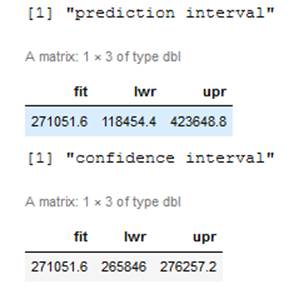 [1] "prediction interval"
A matrix: 1 × 3 of type dbl
fit lwr upr
271051.6 118454.4 423648.8
[1] "confidence interval"
A matrix: 1 × 3 of type dbl
fit lwr upr
271051.6 265846 276257.2